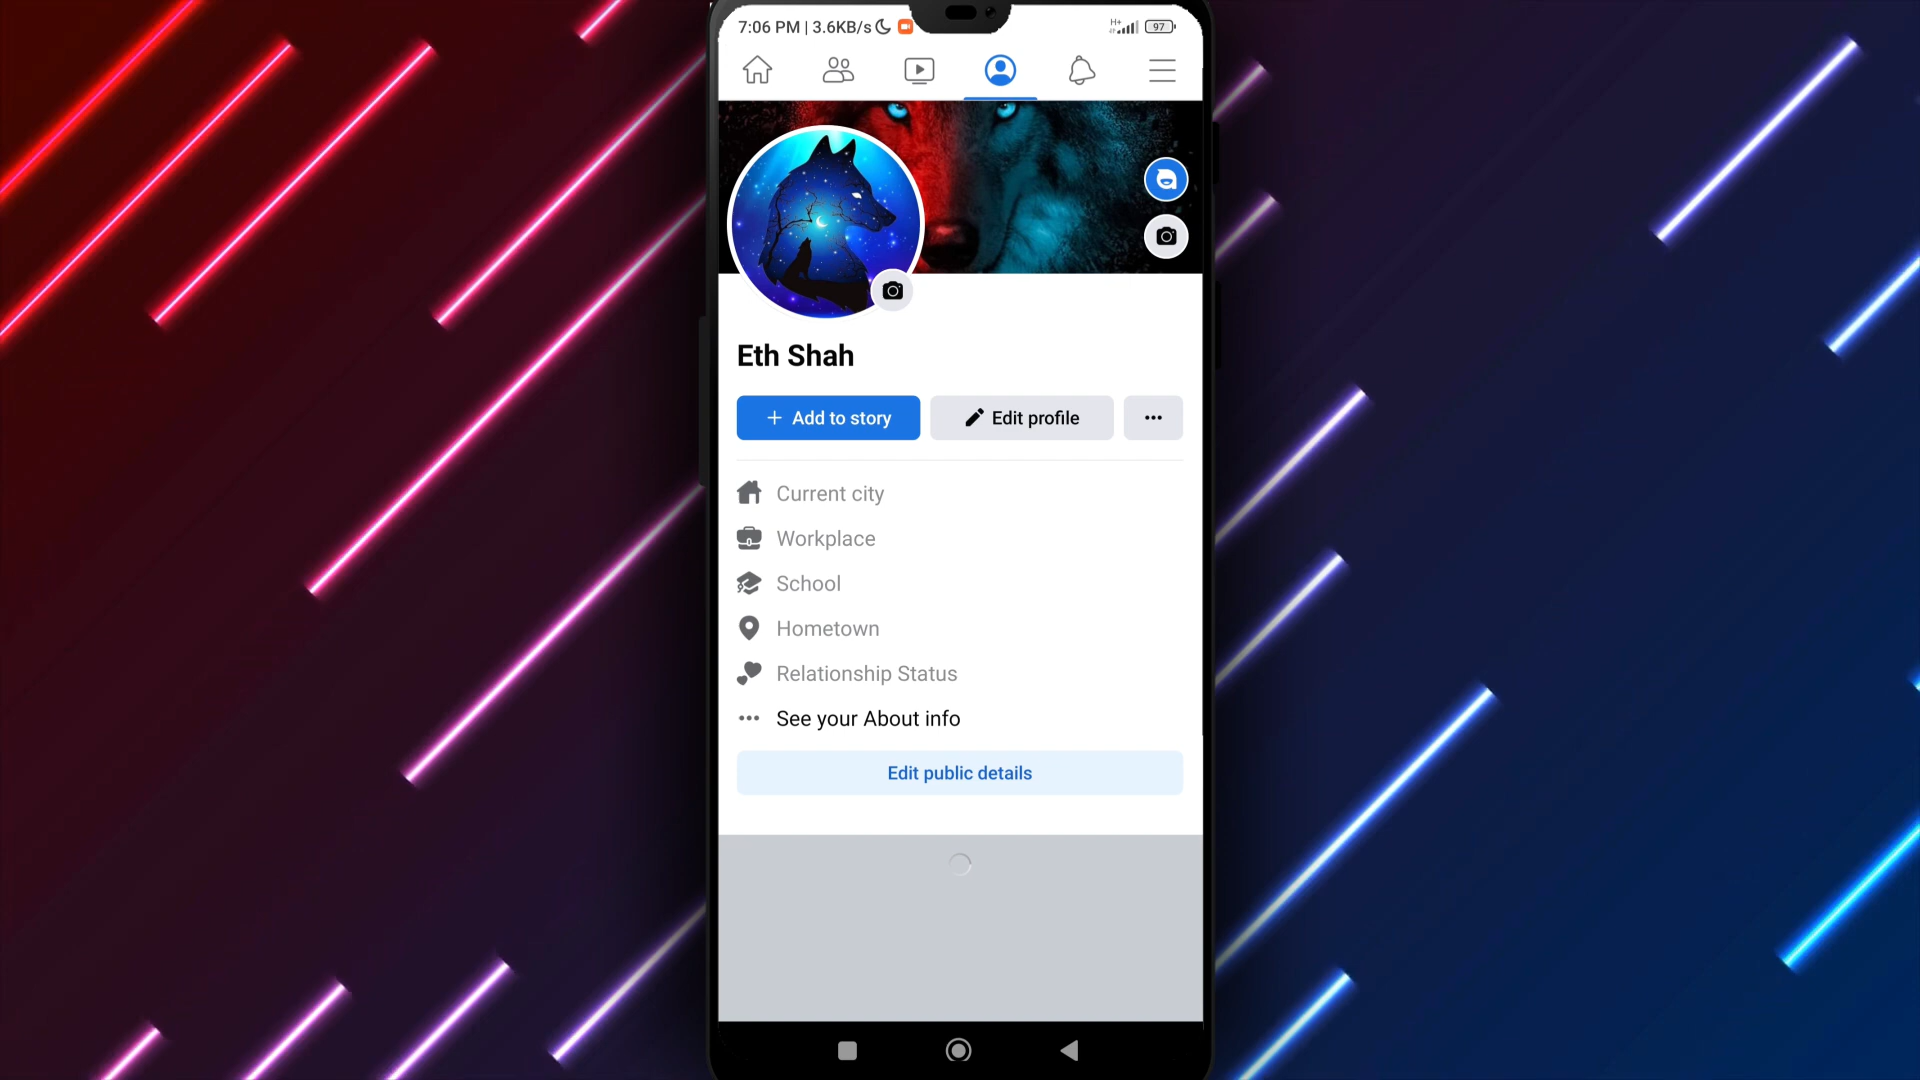 7:06 PM | 3.6KB/s H+ 97
Eth Shah
+ Add to story Edit profile
Current city
Workplace
School
Hometown
Relationship Status
See your About info
Edit public details